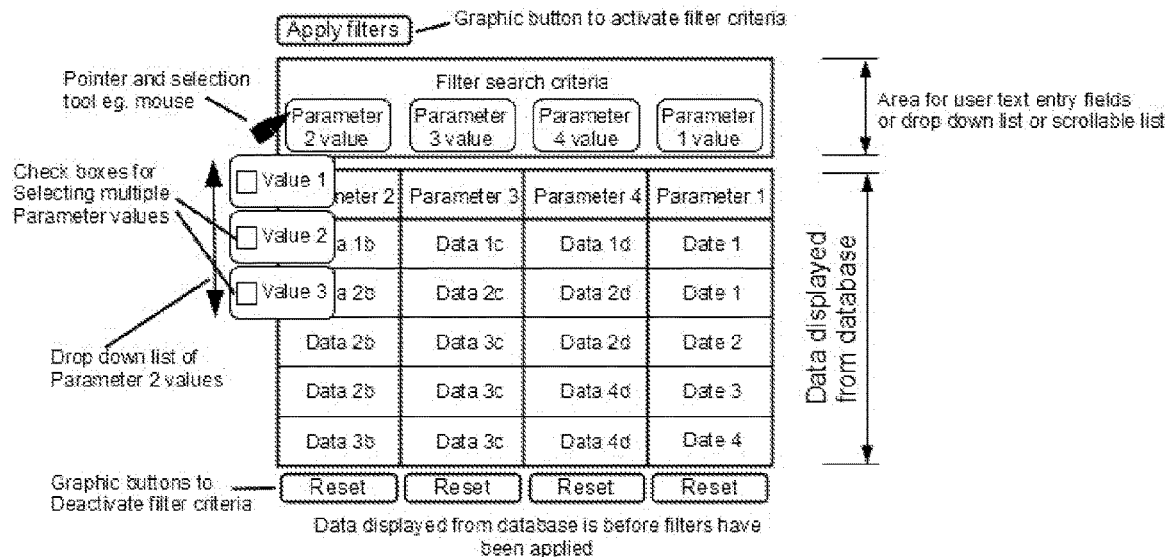 Apply filters
Graphic button to activate filter criteria
Pointer and selection
tool eg. mouse
Filter search criteria
Parameter
2 value
Parameter
3 value
Parameter
4 value
Parameter
1 value
Area for user text entry fields
or drop down list or scrollable list
Check boxes for
Selecting multiple
Parameter values
Value 1
Value 2
Value 3
meter 2 Parameter 3 Parameter 4 Parameter 1
a 1b Data 1c Data 1d Date 1
a 2b Data 2c Data 2d Date 1
Data 2b Data 3c Data 2d Date 2
Data 2b Data 3c Data 4d Date 3
Data 3b Data 3c Data 4d Date 4
Data displayed
from database
Drop down list of
Parameter 2 values
Graphic buttons to
Deactivate filter criteria
Reset Reset Reset Reset
Data displayed from database is before filters have
been applied